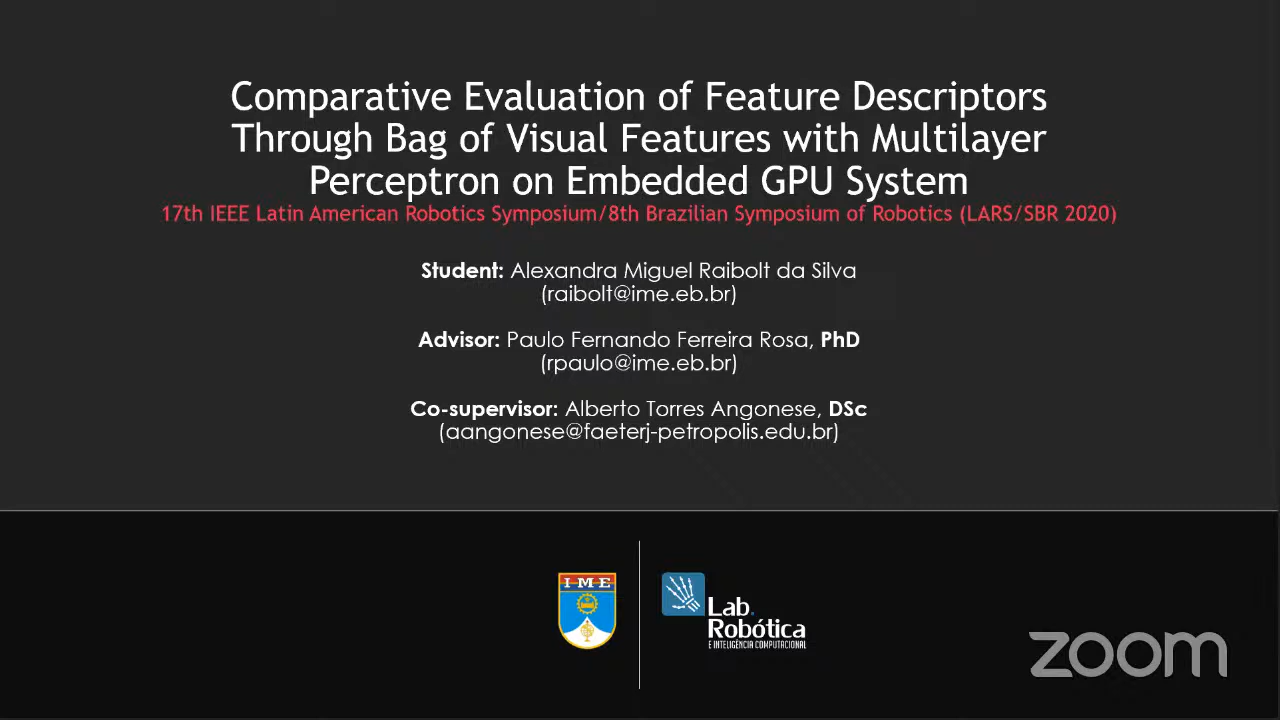 Comparative Evaluation of Feature Descriptors
Through Bag of Visual Features with Multilayer
Perceptron on Embedded GPU System
17th IEEE Latin American Robotics Symposium/8th Brazilian Symposium of Robotics (LARS/SBR 2020)
Student: Alexandra Miguel Raibolt da Silva
(raibolt@ime.eb.br)
Advisor: Paulo Fernando Ferreira Rosa, PhD
(rpaulo@ime.eb.br)
Co-supervisor: Alberto Torres Angonese, DSc
(aangonese@faeterj-petropolis.edu.br)
IME
Lab.
Robótica
E INTELIGÊNCIA COMPUTACIONAL
zoom